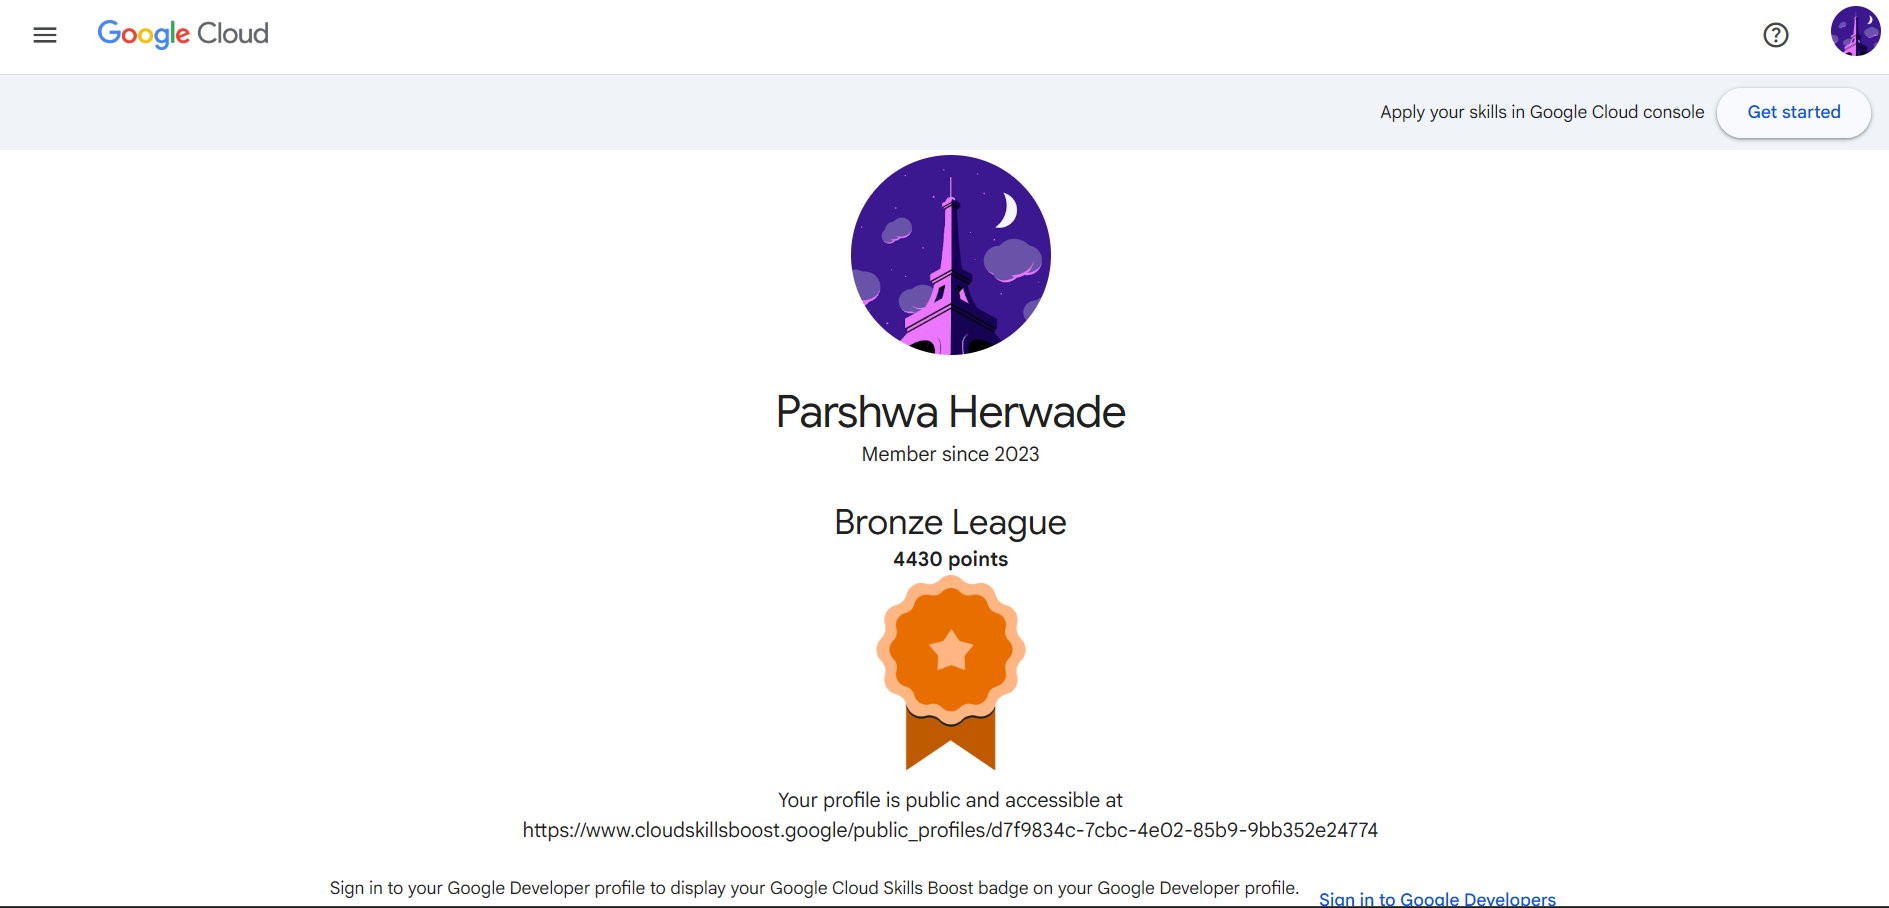 Google Cloud
Apply your skills in Google Cloud console
Get started
Parshwa Herwade
Member since 2023
Bronze League
4430 points
Your profile is public and accessible at
https://www.cloudskillsboost.google/public_profiles/d7f9834c-7cbc-4e02-85b9-9bb352e24774
Sign in to your Google Developer profile to display your Google Cloud Skills Boost badge on your Google Developer profile.
Sign in to Google Developers